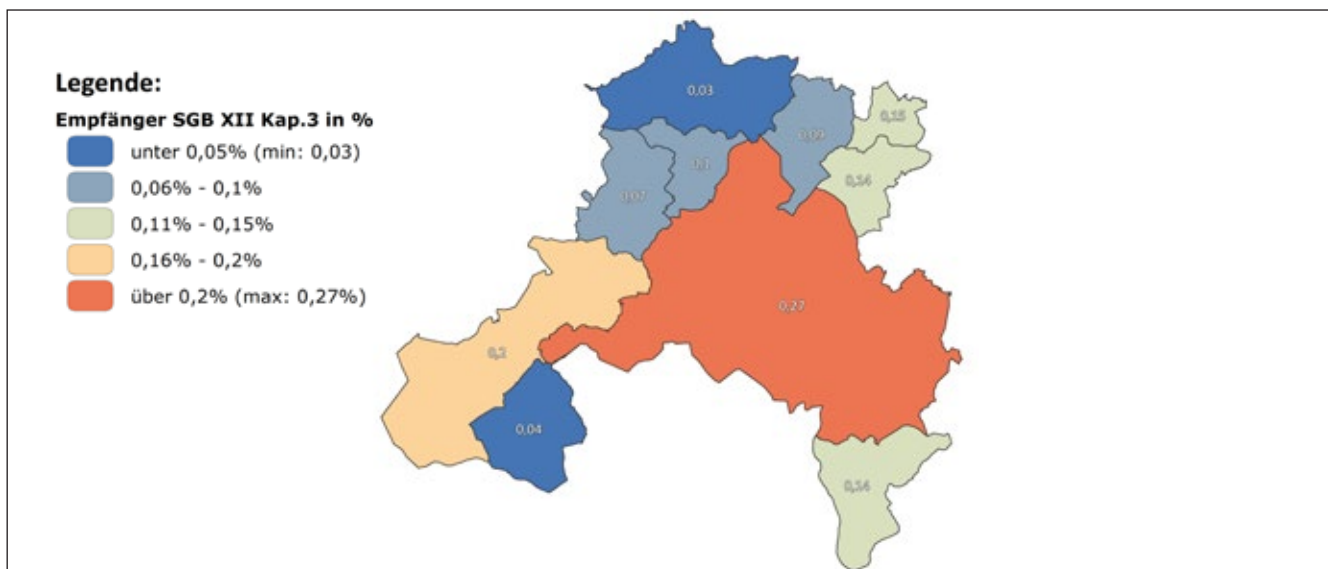 Legende:
Empfänger SGB XII Kap.3 in %
unter 0,05% (min: 0,03)
0,06% - 0,1%
0,11% - 0,15%
0,16% - 0,2%
über 0,2% (max: 0,27%)
0,03
0,15
0,09
0,1
0,14
0,07
0,27
0,2
0,04
0,14